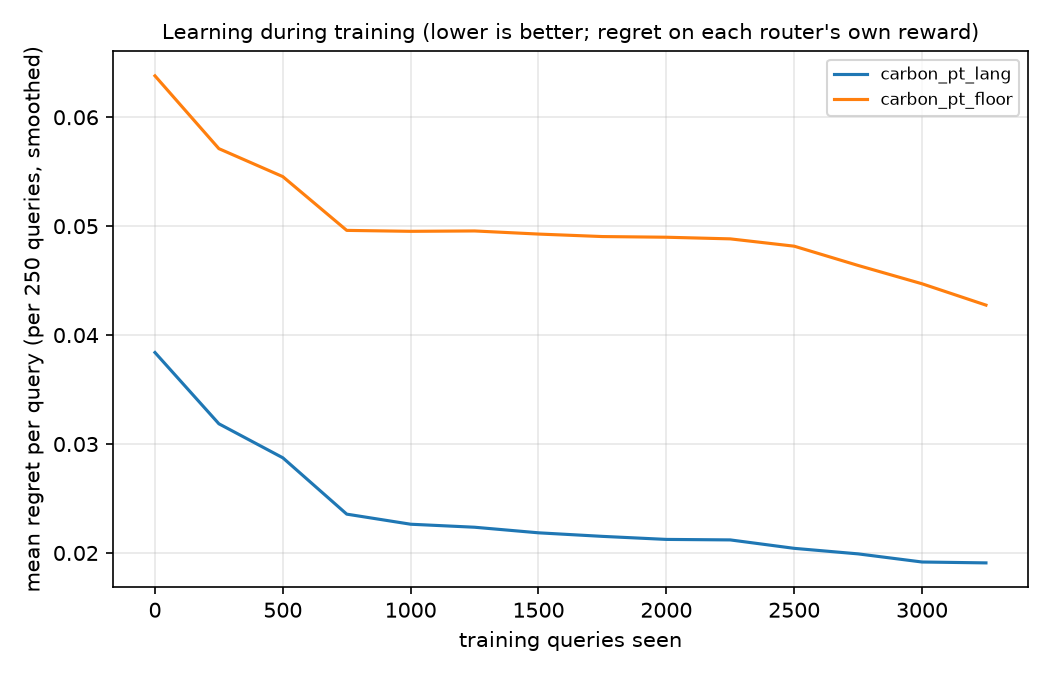 Learning during training (lower is better; regret on each router's own reward)
carbon_pt_lang
carbon_pt_floor
mean regret per query (per 250 queries, smoothed)
0.06
0.05
0.04
0.03
0.02
0 500 1000 1500 2000 2500 3000
training queries seen